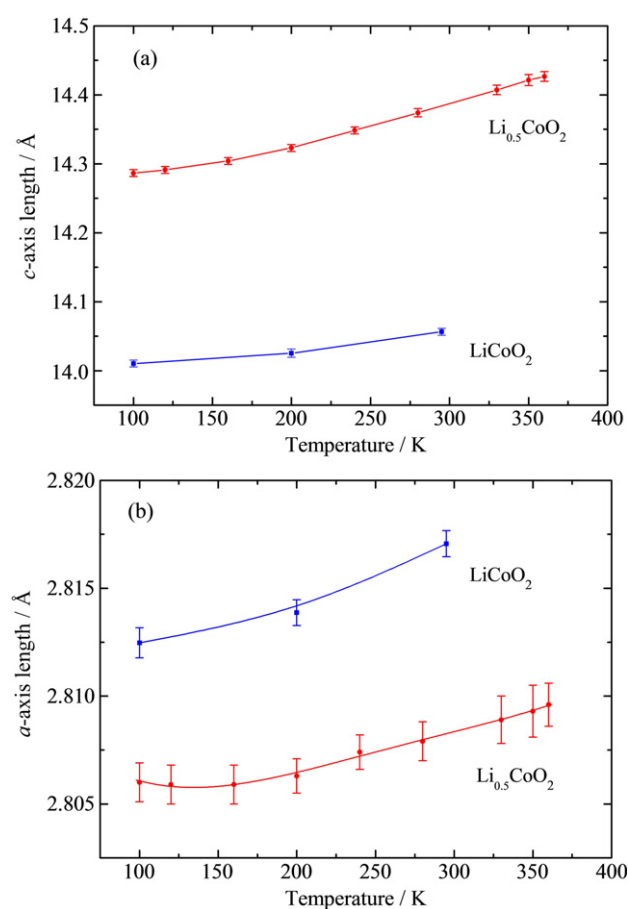 (a)
14.5
14.4
14.3
14.2
14.1
14.0
c-axis length / Å
Li0.5CoO2
LiCoO2
100 150 200 250 300 350 400
Temperature / K
(b)
2.820
2.815
2.810
2.805
a-axis length / Å
LiCoO2
Li0.5CoO2
100 150 200 250 300 350 400
Temperature / K